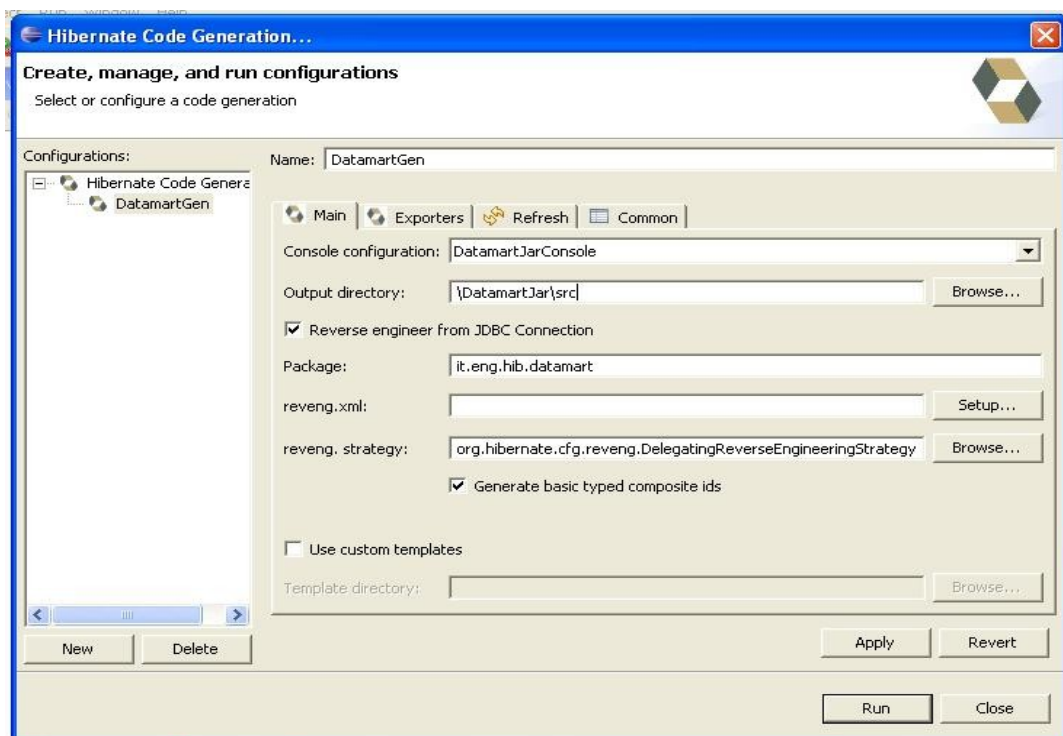 Run Window Help
Hibernate Code Generation...
Create, manage, and run configurations
Select or configure a code generation
Configurations:
Hibernate Code Genera
DatamartGen
Name: DatamartGen
Main Exporters Refresh Common
Console configuration: DatamartJarConsole
Output directory: \DatamartJar\src Browse...
Reverse engineer from JDBC Connection
Package: it.eng.hib.datamart
reveng.xml: Setup...
reveng. strategy: org.hibernate.cfg.reveng.DelegatingReverseEngineeringStrategy Browse...
Generate basic typed composite ids
Use custom templates
Template directory: Browse...
New Delete
Apply Revert
Run Close